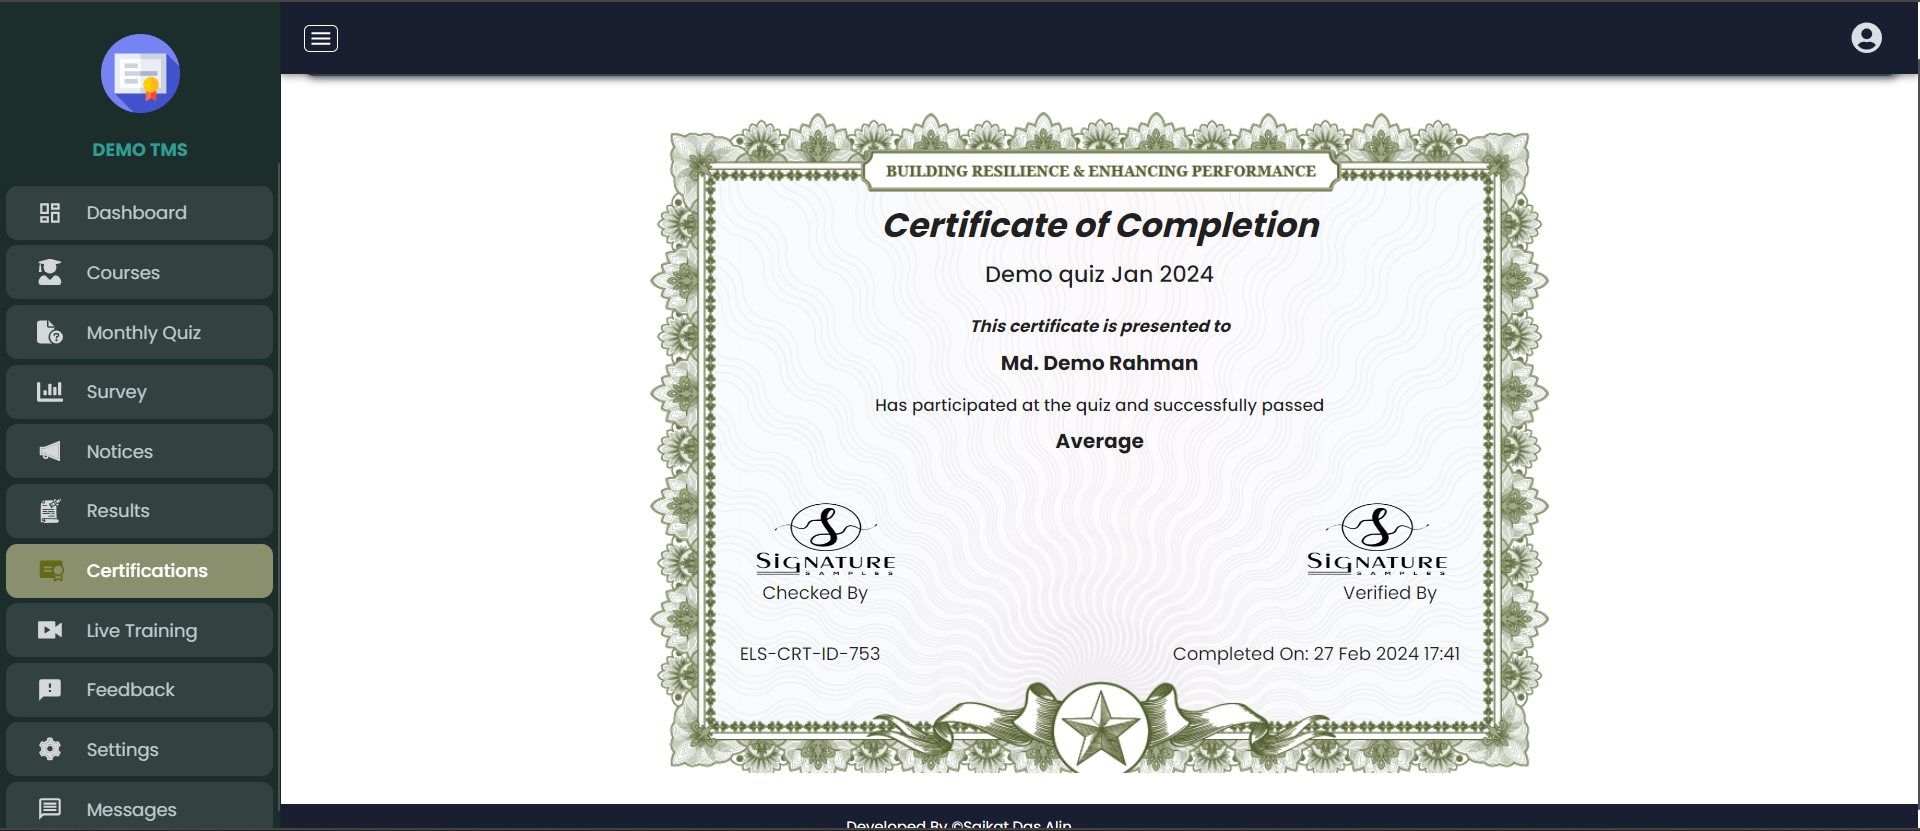 DEMO TMS
Dashboard
Courses
Monthly Quiz
Survey
Notices
Results
Certifications
Live Training
Feedback
Settings
Messages
BUILDING RESILIENCE & ENHANCING PERFORMANCE
Certificate of Completion
Demo quiz Jan 2024
This certificate is presented to
Md. Demo Rahman
Has participated at the quiz and successfully passed
Average
S
SiGNATURE
SAMPLES
Checked By
S
SiGNATURE
SAMPLES
Verified By
ELS-CRT-ID-753
Completed On: 27 Feb 2024 17:41
Developed By ©Saikat Das Alin